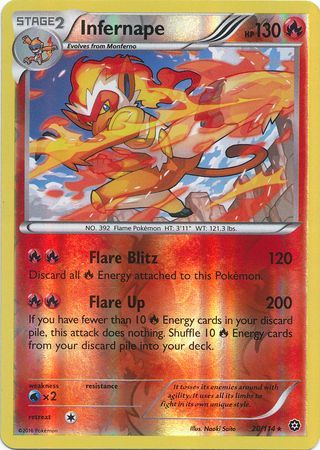 STAGE2
Infernape
HP130
Evolves from Monferno
NO. 392 Flame Pokémon HT: 3'11" WT: 121.3 lbs.
Flare Blitz 120
Discard all Energy attached to this Pokémon.
Flare Up 200
If you have fewer than 10 Energy cards in your discard
pile, this attack does nothing. Shuffle 10 Energy cards
from your discard pile into your deck.
weakness resistance
×2
retreat
It tosses its enemies around with
agility. It uses all its limbs to
fight in its own unique style.
©2016 Pokémon
Illus. Naoki Saito
20/114 ★